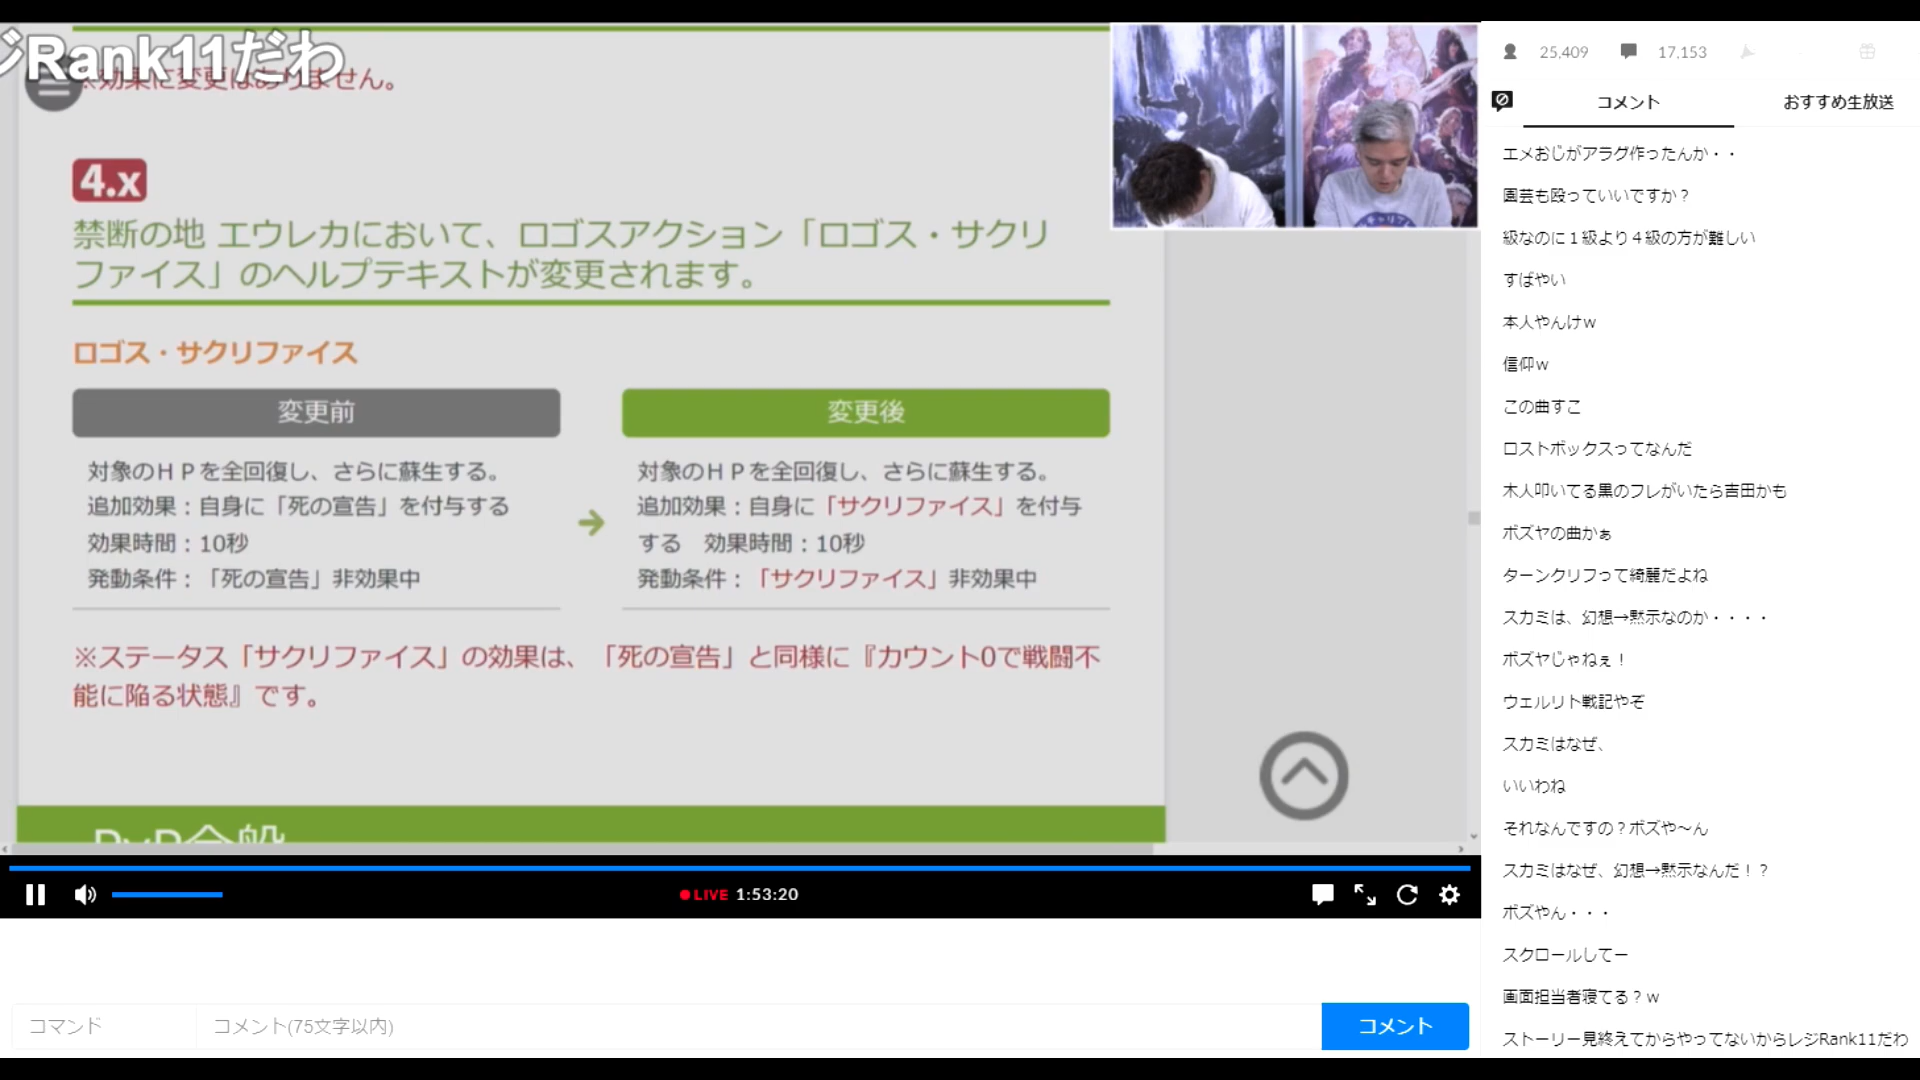 ジRank11だわ
※効果に変更はありません。
4.x
禁断の地 エウレカにおいて、ロゴスアクション「ロゴス・サクリ
ファイス」のヘルプテキストが変更されます。
ロゴス・サクリファイス
変更前
対象のＨＰを全回復し、さらに蘇生する。
追加効果：自身に「死の宣告」を付与する
効果時間：10秒
発動条件：「死の宣告」非効果中
変更後
対象のＨＰを全回復し、さらに蘇生する。
追加効果：自身に「サクリファイス」を付与
する　効果時間：10秒
発動条件：「サクリファイス」非効果中
※ステータス「サクリファイス」の効果は、「死の宣告」と同様に『カウント0で戦闘不
能に陥る状態』です。
PvP全般
LIVE 1:53:20
コマンド
コメント(75文字以内)
コメント
25,409
17,153
コメント
おすすめ生放送
エメおじがアラグ作ったんか・・
園芸も殴っていいですか？
級なのに１級より４級の方が難しい
すばやい
本人やんけｗ
信仰ｗ
この曲すこ
ロストボックスってなんだ
木人叩いてる黒のフレがいたら吉田かも
ボズヤの曲かぁ
ターンクリフって綺麗だよね
スカミは、幻想→黙示なのか・・・・
ボズヤじゃねぇ！
ウェルリト戦記やぞ
スカミはなぜ、
いいわね
それなんですの？ボズや～ん
スカミはなぜ、幻想→黙示なんだ！？
ボズやん・・・
スクロールしてー
画面担当者寝てる？ｗ
ストーリー見終えてからやってないからレジRank11だわ